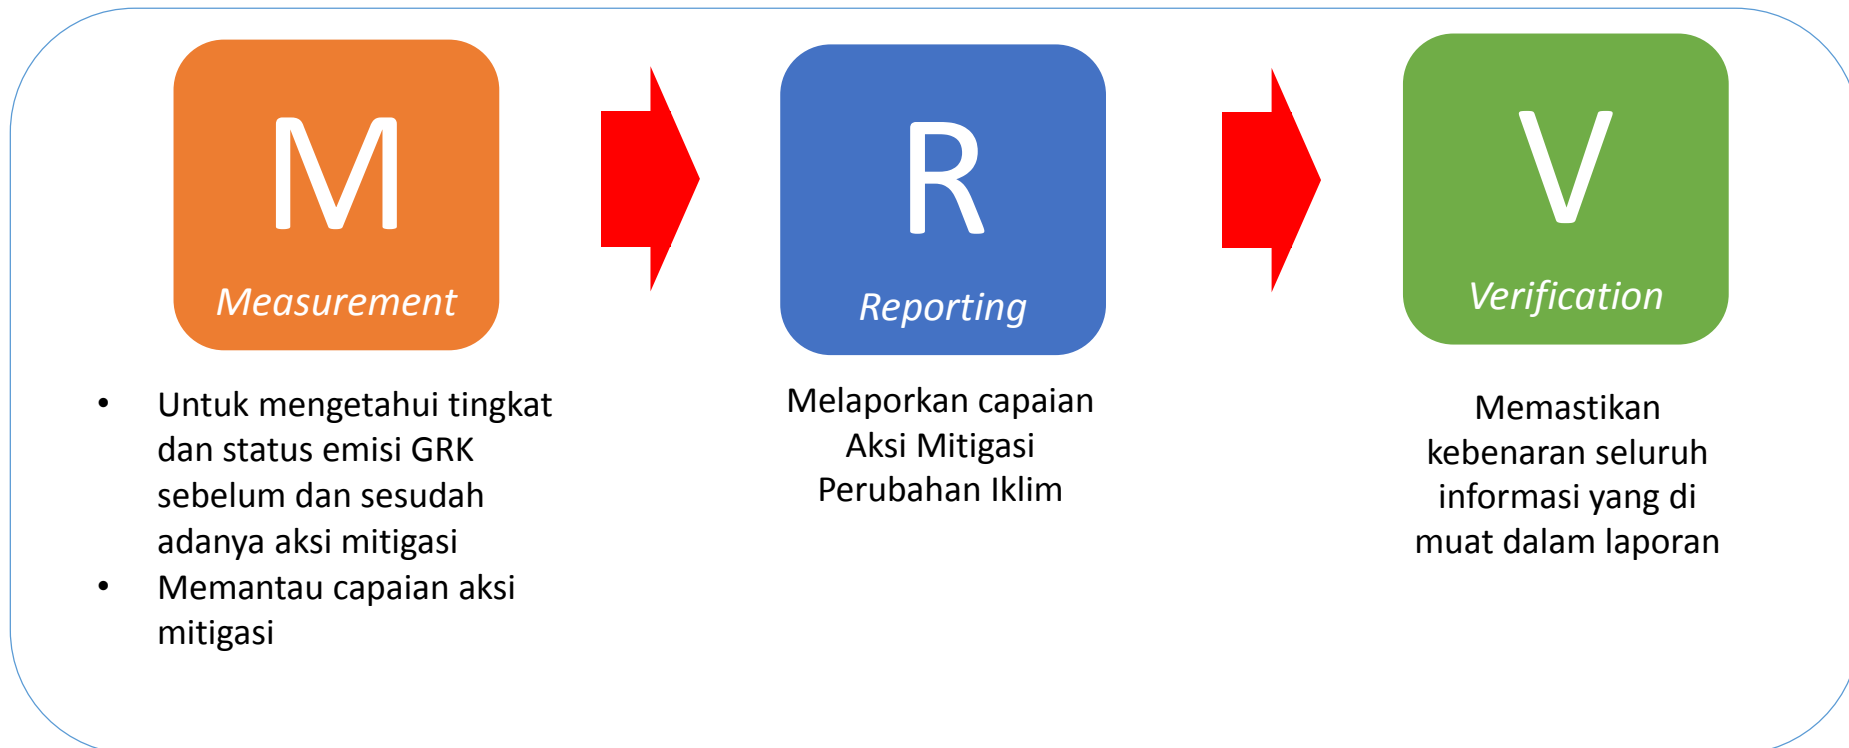 M
Measurement
• Untuk mengetahui tingkat
dan status emisi GRK
sebelum dan sesudah
adanya aksi mitigasi
• Memantau capaian aksi
mitigasi
R
Reporting
Melaporkan capaian
Aksi Mitigasi
Perubahan Iklim
V
Verification
Memastikan
kebenaran seluruh
informasi yang di
muat dalam laporan